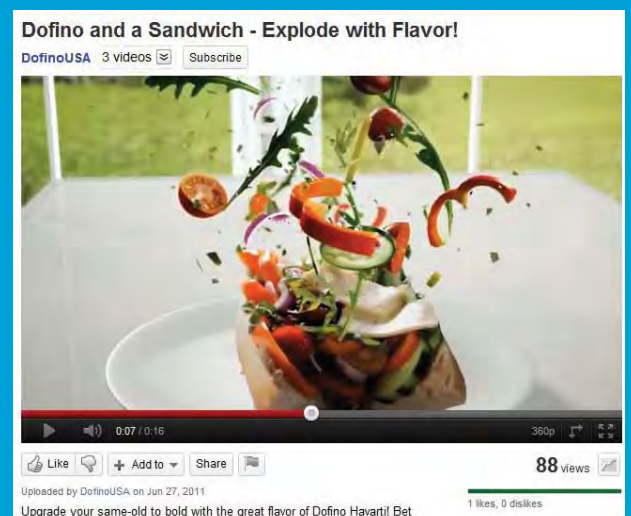 Dofino and a Sandwich - Explode with Flavor!
DofinoUSA 3 videos Subscribe
0:07 / 0:16 360p
Like Add to Share 88 views
Uploaded by DofinoUSA on Jun 27, 2011
1 likes, 0 dislikes
Upgrade your same-old to bold with the great flavor of Dofino Havarti! Bet